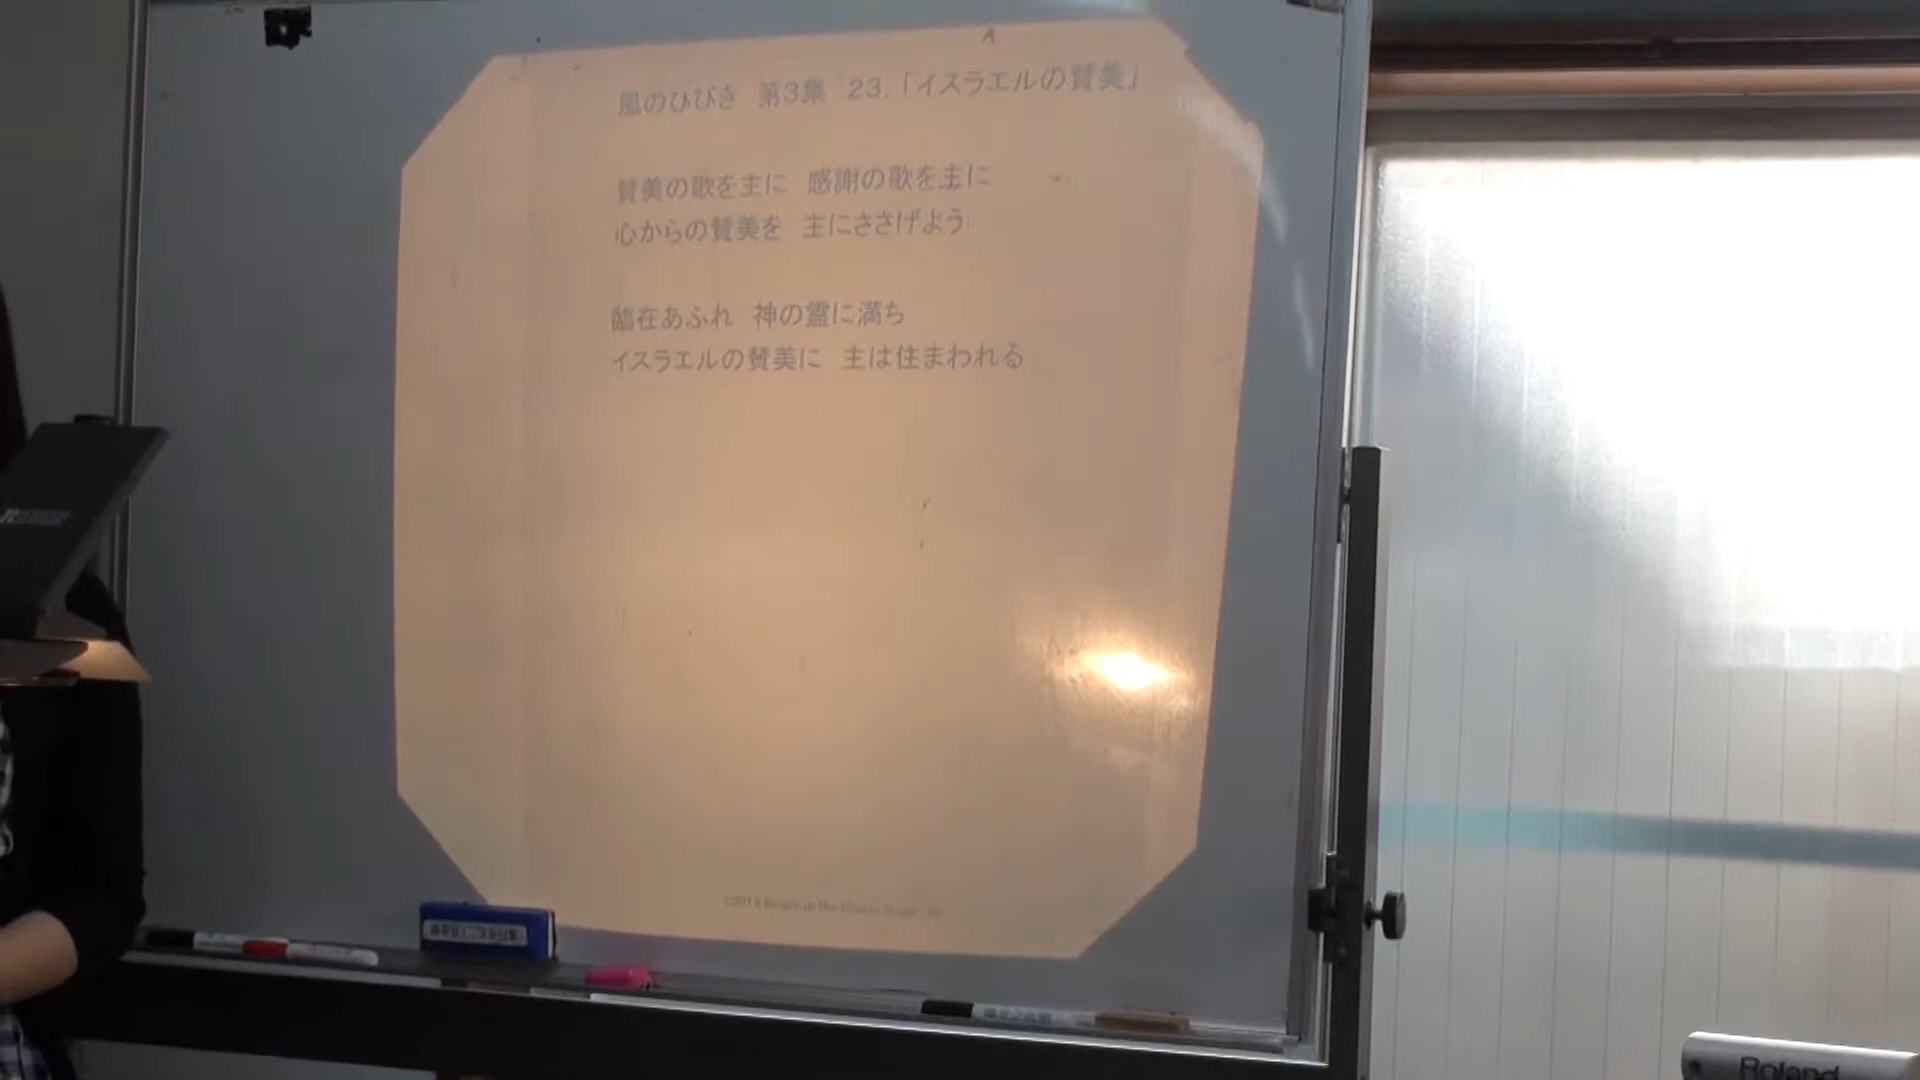 風のひびき 第3集 23.「イスラエルの賛美」
賛美の歌を主に 感謝の歌を主に
心からの賛美を 主にささげよう
臨在あふれ 神の霊に満ち
イスラエルの賛美に 主は住まわれる
Roland